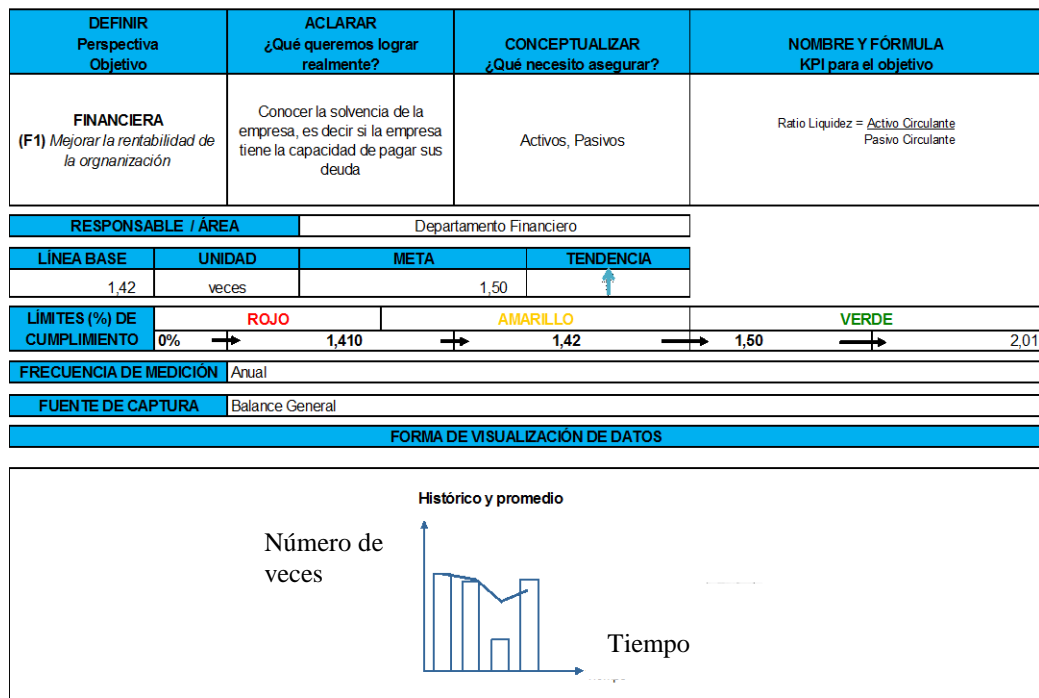 DEFINIR
Perspectiva
Objetivo
ACLARAR
¿Qué queremos lograr
realmente?
CONCEPTUALIZAR
¿Qué necesito asegurar?
NOMBRE Y FÓRMULA
KPI para el objetivo
FINANCIERA
(F1) Mejorar la rentabilidad de
la orgnanización
Conocer la solvencia de la
empresa, es decir si la empresa
tiene la capacidad de pagar sus
deuda
Activos, Pasivos
Ratio Liquidez = Activo Circulante
Pasivo Circulante
RESPONSABLE / ÁREA
Departamento Financiero
LÍNEA BASE UNIDAD META TENDENCIA
1,42 veces 1,50
LÍMITES (%) DE
CUMPLIMIENTO
ROJO AMARILLO VERDE
0% 1,410 1,42 1,50 2,01
FRECUENCIA DE MEDICIÓN Anual
FUENTE DE CAPTURA Balance General
FORMA DE VISUALIZACIÓN DE DATOS
Histórico y promedio
Número de
veces
Tiempo